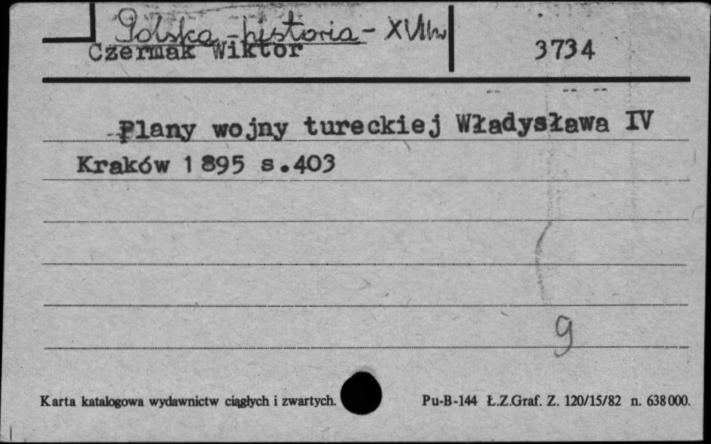 Polska - historia - XVIIw
Czermak Wiktor 3734
Plany wojny tureckiej Władysława IV
Kraków 1895 s.403
g
Karta katalogowa wydawnictw ciągłych i zwartych. Pu-B-144 Ł.Z.Graf. Z. 120/15/82 n. 638000.